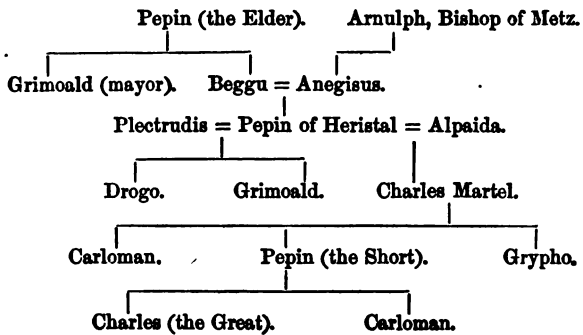 Pepin (the Elder). Arnulph, Bishop of Metz.
Grimoald (mayor). Beggu = Anegisus.
Plectrudis = Pepin of Heristal = Alpaida.
Drogo. Grimoald. Charles Martel.
Carloman. Pepin (the Short). Grypho.
Charles (the Great). Carloman.